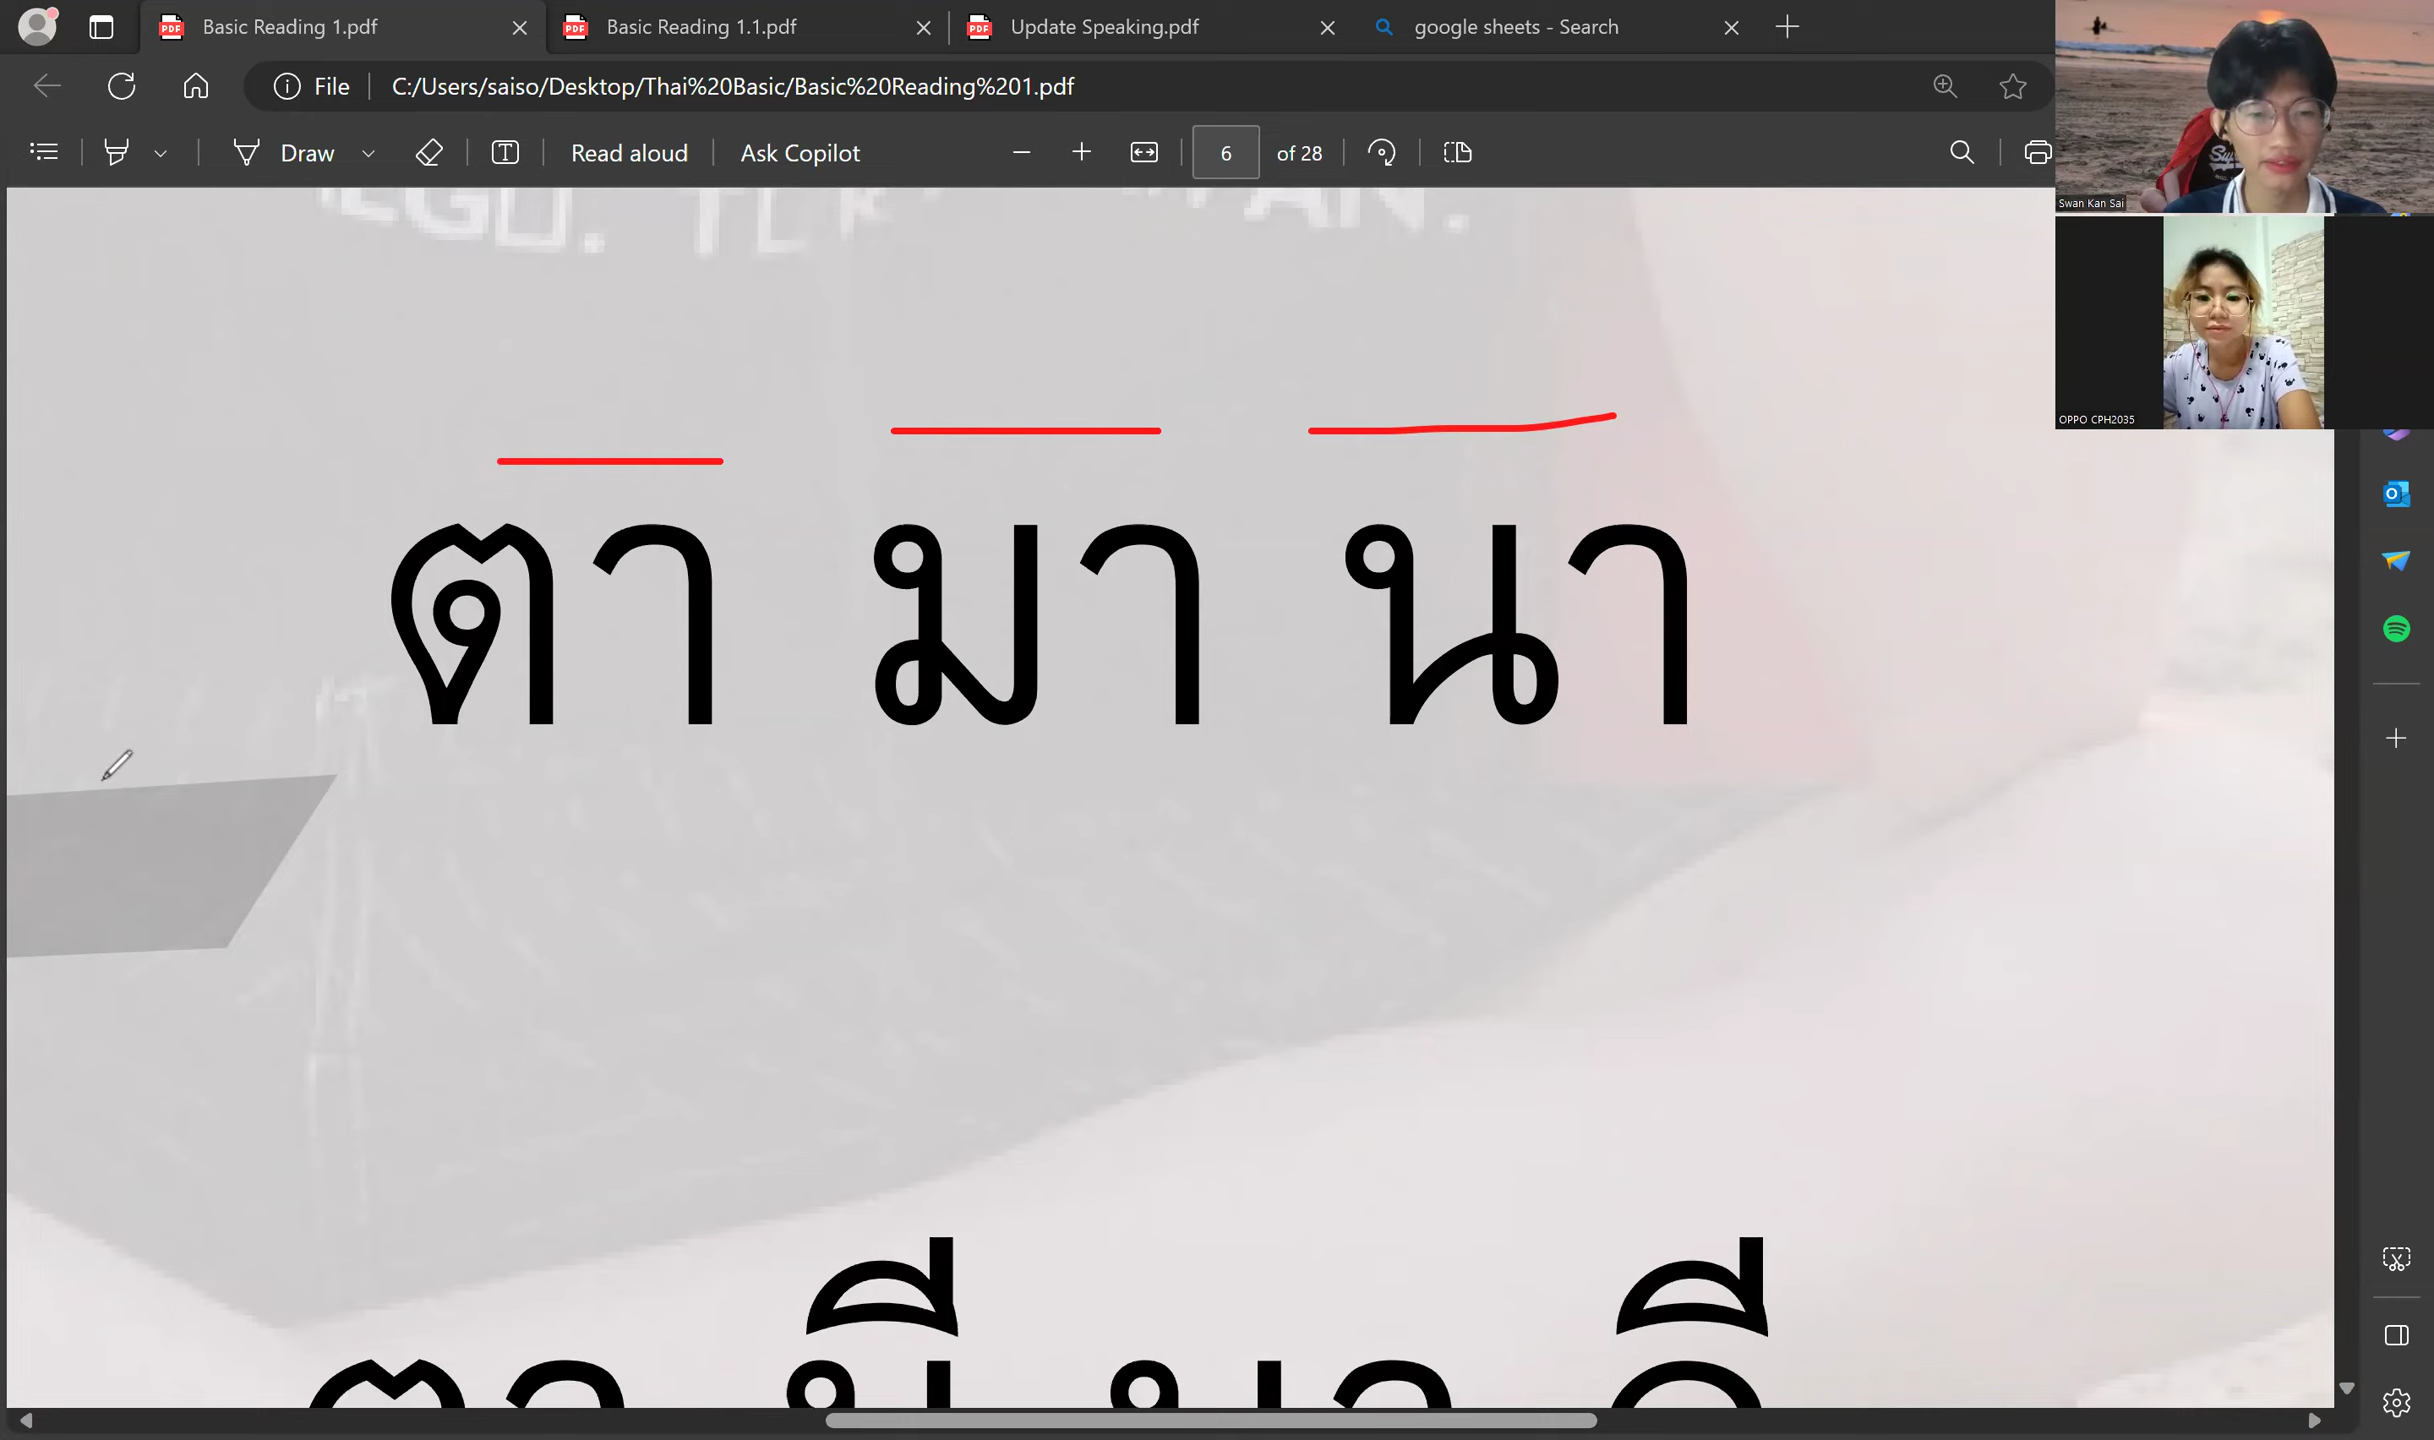 Basic Reading 1.pdf
Basic Reading 1.1.pdf
Update Speaking.pdf
google sheets - Search
File
C:/Users/saiso/Desktop/Thai%20Basic/Basic%20Reading%201.pdf
Draw
Read aloud
Ask Copilot
6
of 28
Swan Kan Sai
OPPO CPH2035
ตา มา นา